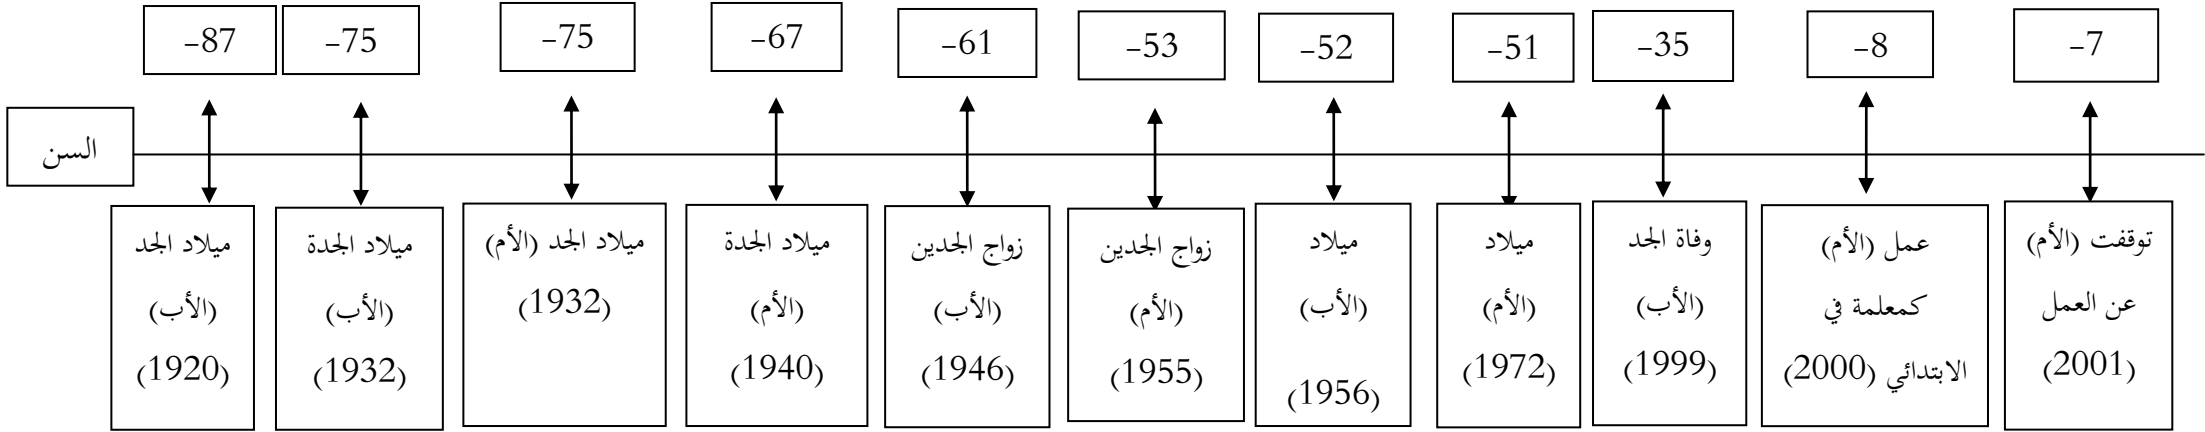 -87
-75
-75
-67
-61
-53
-52
-51
-35
-8
-7
السن
ميلاد الجد
(الأب)
(1920)
ميلاد الجدة
(الأب)
(1932)
ميلاد الجد (الأم)
(1932)
ميلاد الجدة
(الأم)
(1940)
زواج الجدين
(الأب)
(1946)
زواج الجدين
(الأم)
(1955)
ميلاد
(الأب)
(1956)
ميلاد
(الأم)
(1972)
وفاة الجد
(الأب)
(1999)
عمل (الأم)
كمعلمة في
الابتدائي (2000)
توقفت (الأم)
عن العمل
(2001)